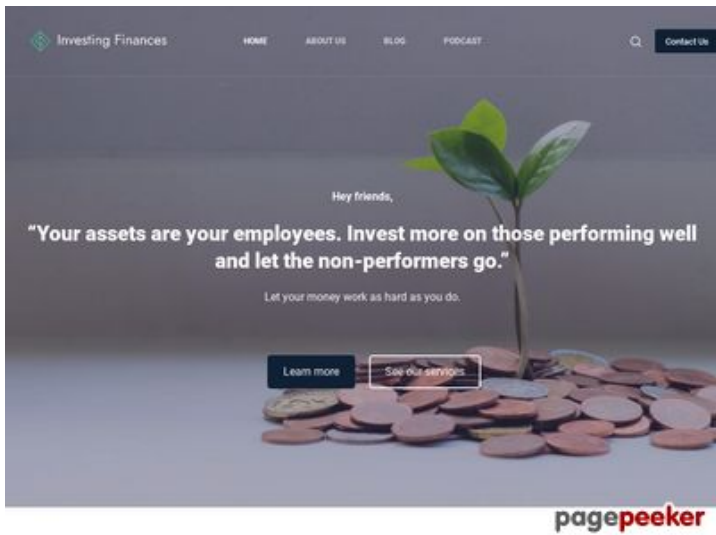 Investing Finances
HOME
ABOUT US
BLOG
PODCAST
Contact Us
Hey friends,
“Your assets are your employees. Invest more on those performing well
and let the non-performers go.”
Let your money work as hard as you do.
Learn more
See our services
pagepeeker